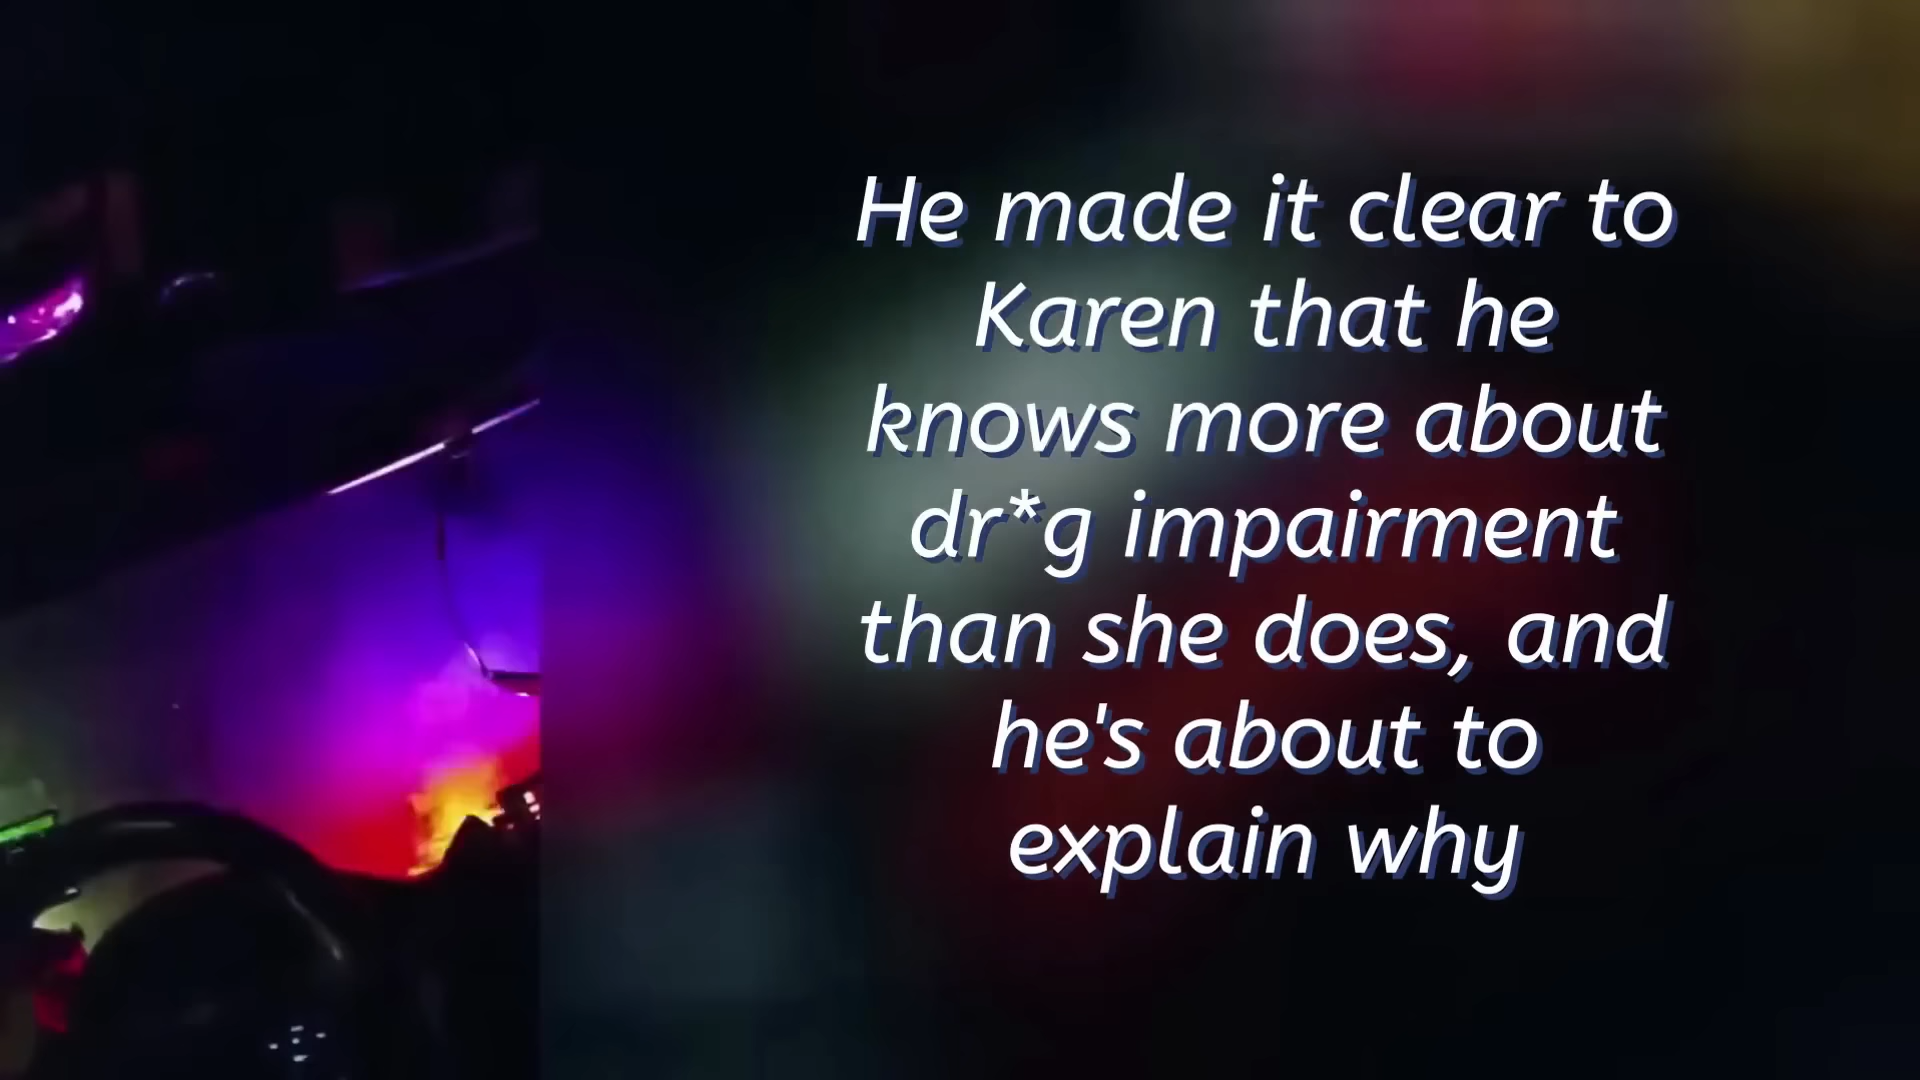 He made it clear to
Karen that he
knows more about
dr*g impairment
than she does, and
he's about to
explain why